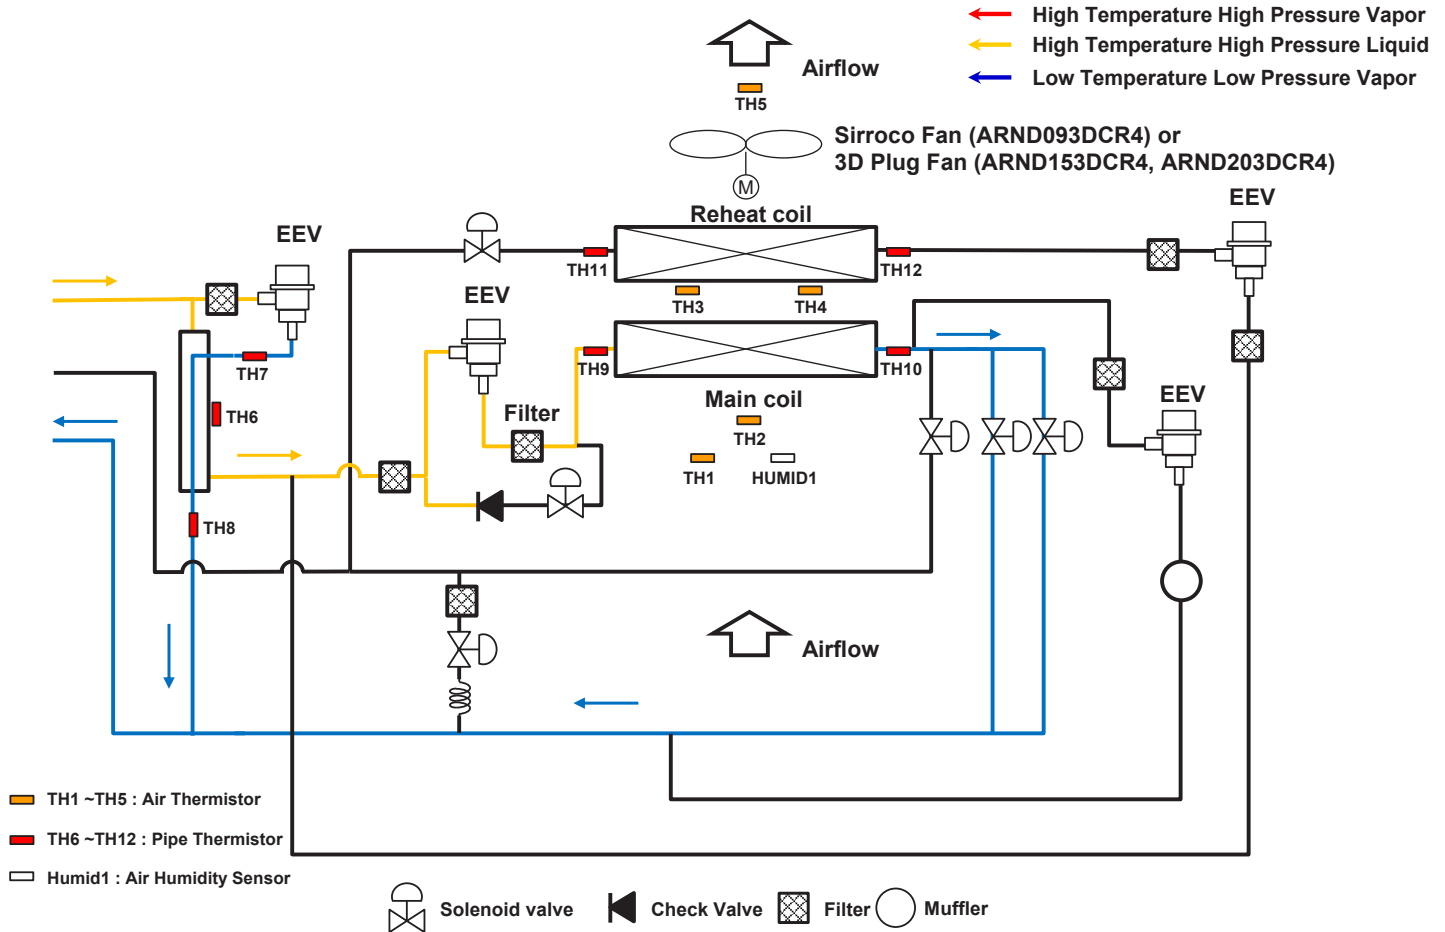 High Temperature High Pressure Vapor
High Temperature High Pressure Liquid
Low Temperature Low Pressure Vapor
Airflow
TH5
Sirroco Fan (ARND093DCR4) or
3D Plug Fan (ARND153DCR4, ARND203DCR4)
M
EEV
Reheat coil
EEV
TH11
TH12
EEV
TH3
TH4
TH7
TH9
TH10
EEV
Main coil
TH6
Filter
TH2
TH1
HUMID1
TH8
Airflow
TH1 ~TH5 : Air Thermistor
TH6 ~TH12 : Pipe Thermistor
Humid1 : Air Humidity Sensor
Solenoid valve
Check Valve
Filter
Muffler